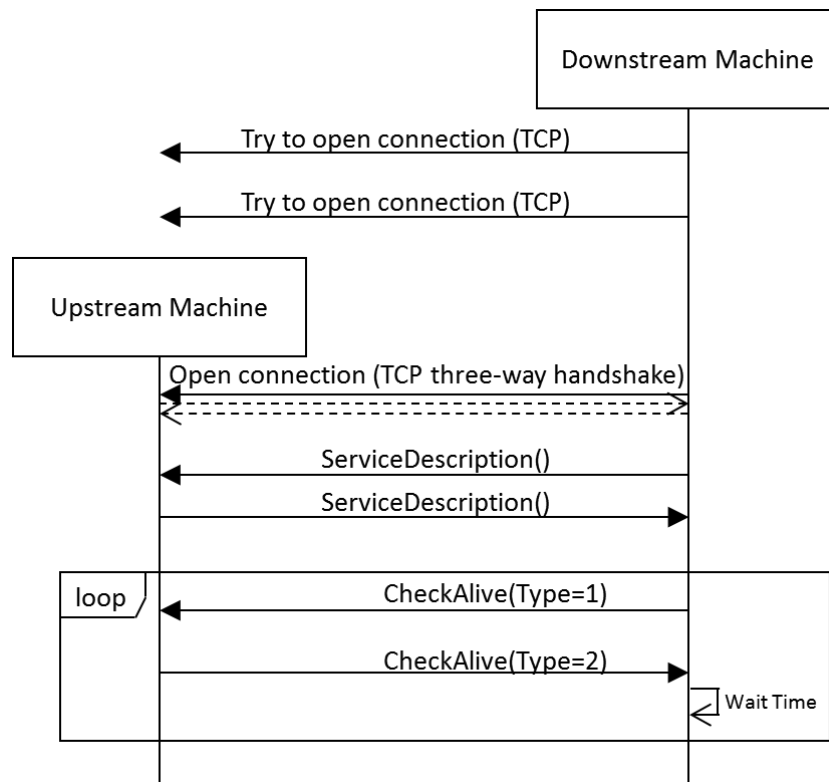 Downstream Machine
Try to open connection (TCP)
Try to open connection (TCP)
Upstream Machine
Open connection (TCP three-way handshake)
ServiceDescription()
ServiceDescription()
loop
CheckAlive(Type=1)
CheckAlive(Type=2)
Wait Time